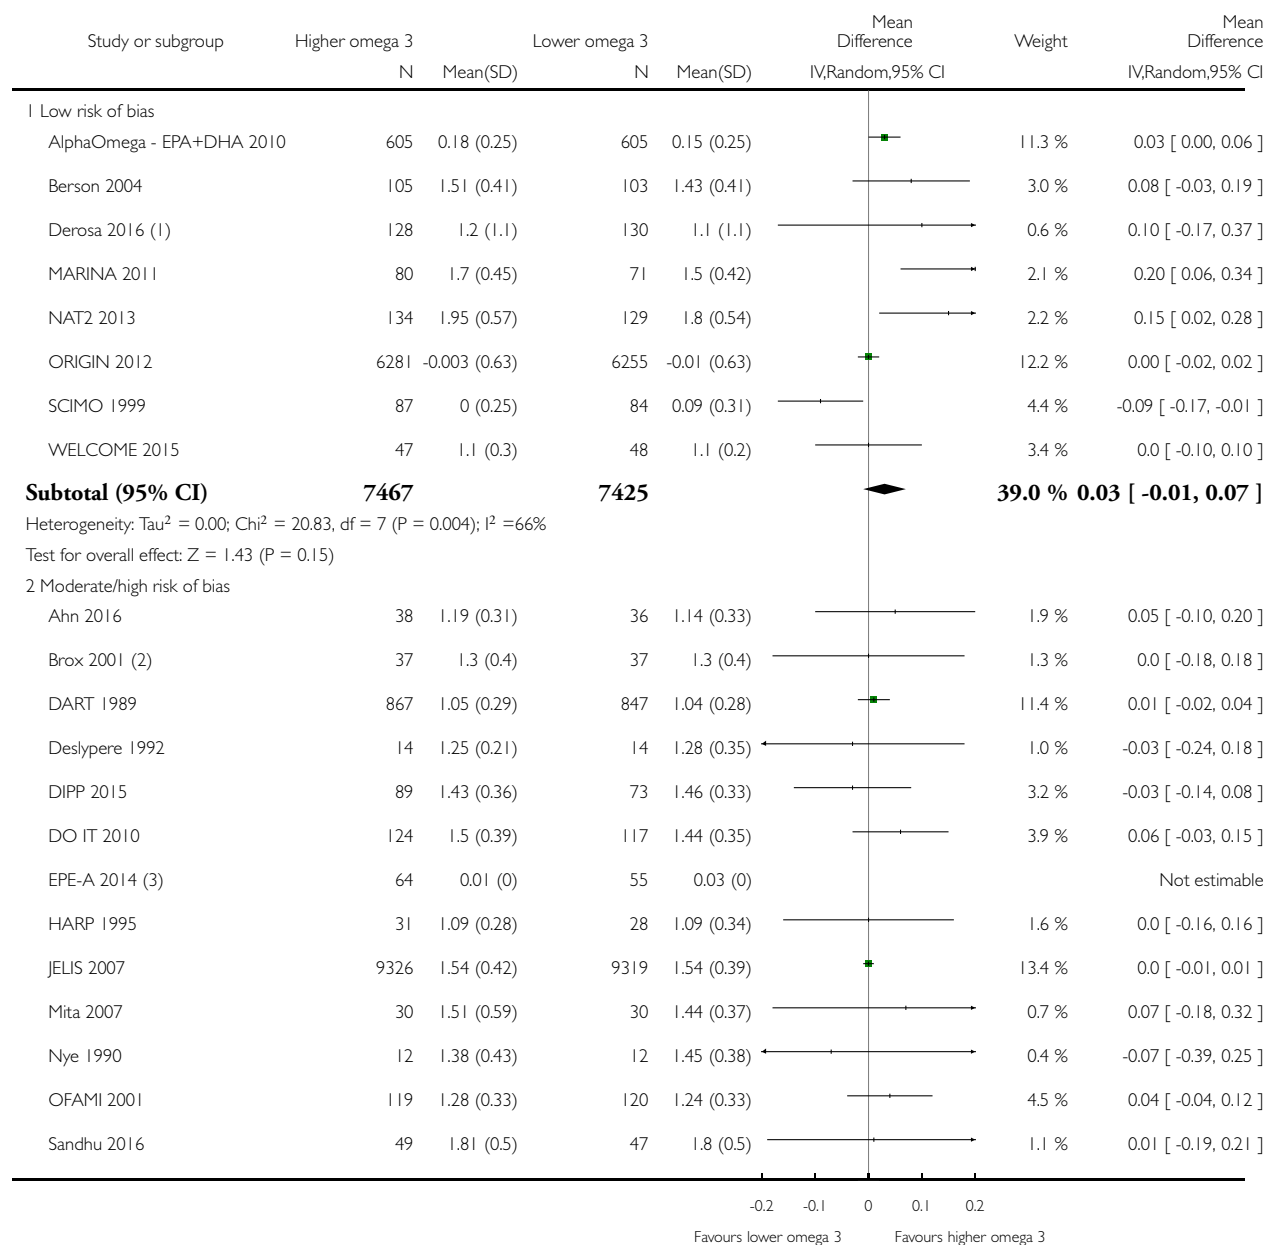 Mean Mean
Study or subgroup Higher omega 3 Lower omega 3 Difference Weight Difference
N Mean(SD) N Mean(SD) IV,Random,95% CI IV,Random,95% CI
1 Low risk of bias
AlphaOmega - EPA+DHA 2010 605 0.18 (0.25) 605 0.15 (0.25) 11.3 % 0.03 [ 0.00, 0.06 ]
Berson 2004 105 1.51 (0.41) 103 1.43 (0.41) 3.0 % 0.08 [ -0.03, 0.19 ]
Derosa 2016 (1) 128 1.2 (1.1) 130 1.1 (1.1) 0.6 % 0.10 [ -0.17, 0.37 ]
MARINA 2011 80 1.7 (0.45) 71 1.5 (0.42) 2.1 % 0.20 [ 0.06, 0.34 ]
NAT2 2013 134 1.95 (0.57) 129 1.8 (0.54) 2.2 % 0.15 [ 0.02, 0.28 ]
ORIGIN 2012 6281 -0.003 (0.63) 6255 -0.01 (0.63) 12.2 % 0.00 [ -0.02, 0.02 ]
SCIMO 1999 87 0 (0.25) 84 0.09 (0.31) 4.4 % -0.09 [ -0.17, -0.01 ]
WELCOME 2015 47 1.1 (0.3) 48 1.1 (0.2) 3.4 % 0.0 [ -0.10, 0.10 ]
Subtotal (95% CI) 7467 7425 39.0 % 0.03 [ -0.01, 0.07 ]
Heterogeneity: Tau² = 0.00; Chi² = 20.83, df = 7 (P = 0.004); I² =66%
Test for overall effect: Z = 1.43 (P = 0.15)
2 Moderate/high risk of bias
Ahn 2016 38 1.19 (0.31) 36 1.14 (0.33) 1.9 % 0.05 [ -0.10, 0.20 ]
Brox 2001 (2) 37 1.3 (0.4) 37 1.3 (0.4) 1.3 % 0.0 [ -0.18, 0.18 ]
DART 1989 867 1.05 (0.29) 847 1.04 (0.28) 11.4 % 0.01 [ -0.02, 0.04 ]
Deslypere 1992 14 1.25 (0.21) 14 1.28 (0.35) 1.0 % -0.03 [ -0.24, 0.18 ]
DIPP 2015 89 1.43 (0.36) 73 1.46 (0.33) 3.2 % -0.03 [ -0.14, 0.08 ]
DO IT 2010 124 1.5 (0.39) 117 1.44 (0.35) 3.9 % 0.06 [ -0.03, 0.15 ]
EPE-A 2014 (3) 64 0.01 (0) 55 0.03 (0) Not estimable
HARP 1995 31 1.09 (0.28) 28 1.09 (0.34) 1.6 % 0.0 [ -0.16, 0.16 ]
JELIS 2007 9326 1.54 (0.42) 9319 1.54 (0.39) 13.4 % 0.0 [ -0.01, 0.01 ]
Mita 2007 30 1.51 (0.59) 30 1.44 (0.37) 0.7 % 0.07 [ -0.18, 0.32 ]
Nye 1990 12 1.38 (0.43) 12 1.45 (0.38) 0.4 % -0.07 [ -0.39, 0.25 ]
OFAMI 2001 119 1.28 (0.33) 120 1.24 (0.33) 4.5 % 0.04 [ -0.04, 0.12 ]
Sandhu 2016 49 1.81 (0.5) 47 1.8 (0.5) 1.1 % 0.01 [ -0.19, 0.21 ]
-0.2 -0.1 0 0.1 0.2
Favours lower omega 3 Favours higher omega 3